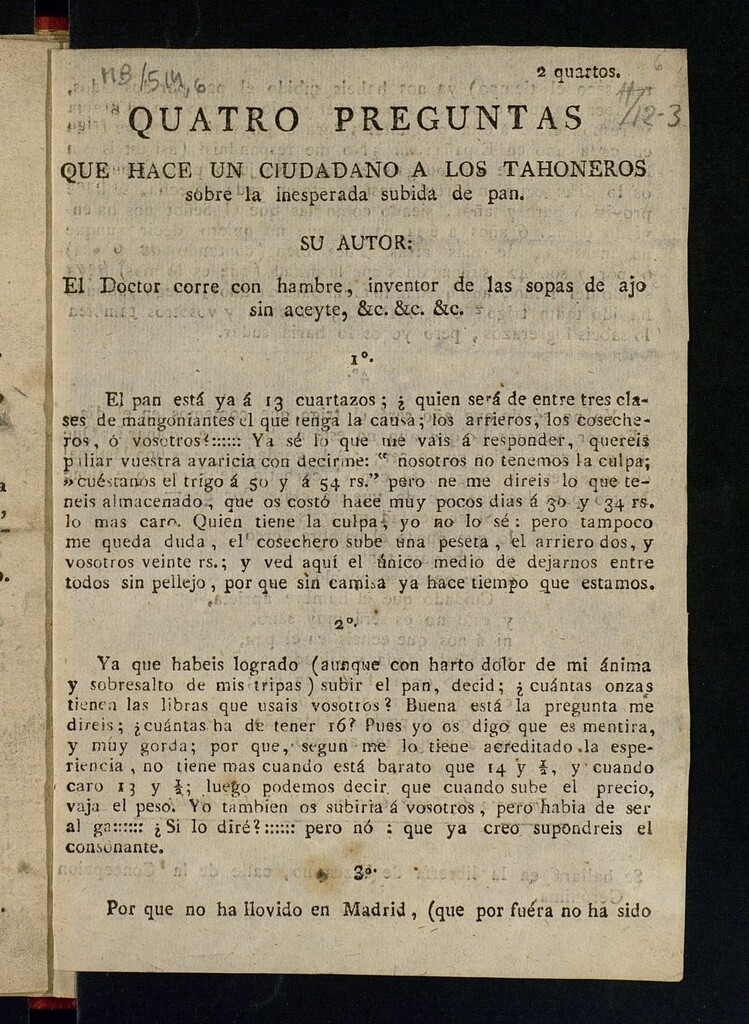 MB/514,6
2 quartos.
6
12-3
QUATRO PREGUNTAS
QUE HACE UN CIUDADANO A LOS TAHONEROS
sobre la inesperada subida de pan.
SU AUTOR:
El Doctor corre con hambre, inventor de las sopas de ajo
sin aceyte, &c. &c. &c.
1º.
El pan está ya á 13 cuartazos; ¿ quien será de entre tres cla-
ses de mangoniantes el que tenga la causa; los arrieros, los coseche-
ros, ó vosotros?:::::: Ya sé lo que me vais á responder, quereis
paliar vuestra avaricia con decirme: “ nosotros no tenemos la culpa;
»cuéstanos el trigo á 50 y á 54 rs.” pero ne me direis lo que te-
neis almacenado, que os costó hace muy pocos dias á 30 y 34 rs.
lo mas caro. Quien tiene la culpa, yo no lo sé: pero tampoco
me queda duda, el cosechero sube una peseta, el arriero dos, y
vosotros veinte rs.; y ved aquí el único medio de dejarnos entre
todos sin pellejo, por que sin camisa ya hace tiempo que estamos.
2º.
Ya que habeis logrado (aunque con harto dolor de mi ánima
y sobresalto de mis tripas) subir el pan, decid; ¿ cuántas onzas
tienen las libras que usais vosotros? Buena está la pregunta me
direis; ¿cuántas ha de tener 16? Pues yo os digo que es mentira,
y muy gorda; por que, segun me lo tiene acreditado la espe-
riencia, no tiene mas cuando está barato que 14 y ½, y cuando
caro 13 y ½; luego podemos decir que cuando sube el precio,
vaja el peso. Yo tambien os subiria á vosotros, pero habia de ser
al ga:::::: ¿Si lo diré?:::::: pero nó : que ya creo supondreis el
consonante.
3º.
Por que no ha llovido en Madrid, (que por fuéra no ha sido